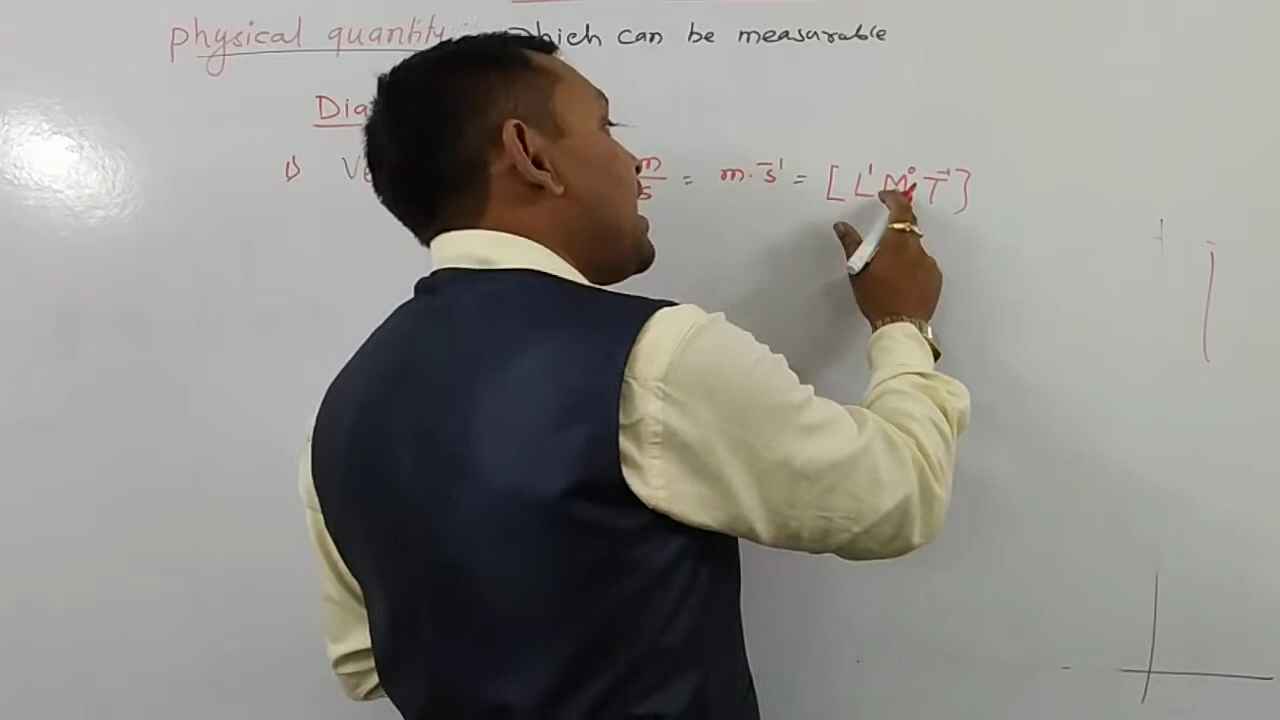 physical quantity which can be measurable
Dia
1) Ve m/s = m·s⁻¹ = [L¹M⁰T⁻¹]